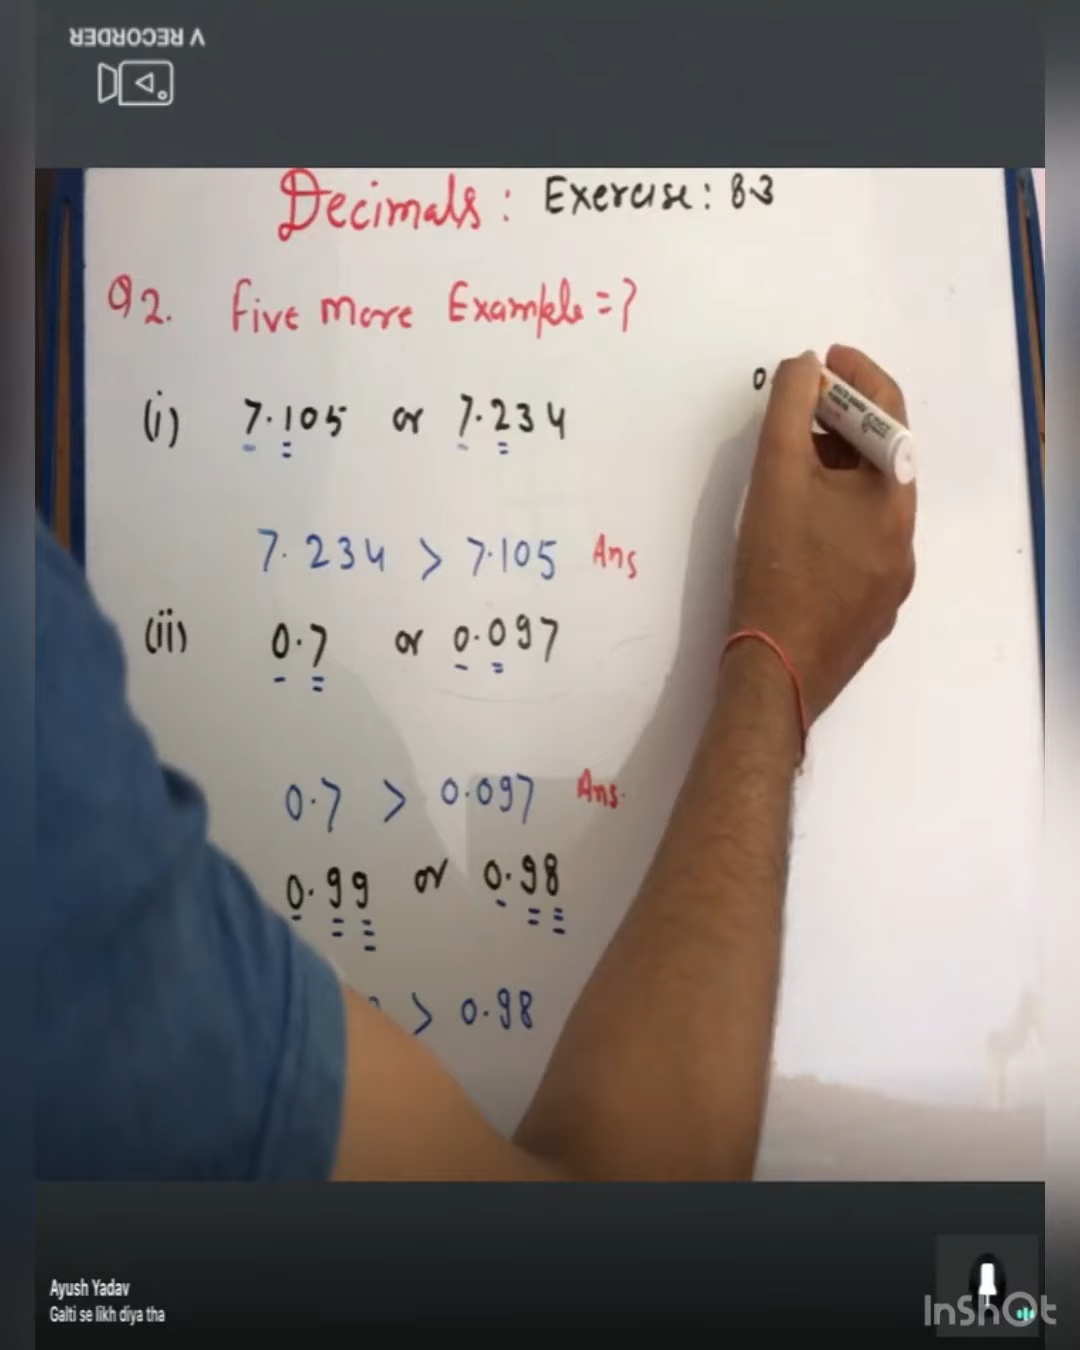 V RECORDER
Decimals : Exercise : 8.3
Q2. Five More Example = ?
(i) 7.105 or 7.234
7.234 > 7.105 Ans
(ii) 0.7 or 0.097
0.7 > 0.097 Ans.
0.99 or 0.98
> 0.98
0
Ayush Yadav
Galti se likh diya tha
InShOt